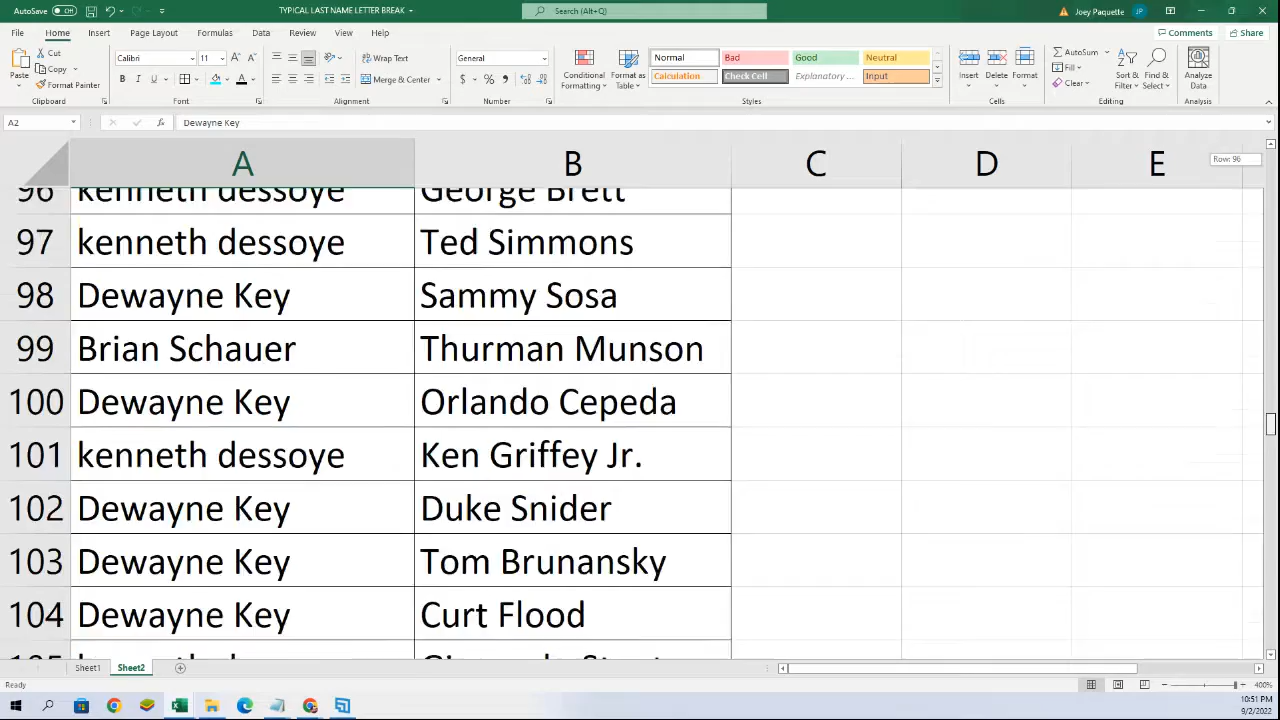 AutoSave Off TYPICAL LAST NAME LETTER BREAK Search (Alt+Q) Joey Paquette JP
File Home Insert Page Layout Formulas Data Review View Help Comments Share
Paste Cut Copy Format Painter Clipboard
Calibri 11 Font
Wrap Text Merge & Center Alignment
General Number
Conditional Formatting Format as Table Normal Bad Good Neutral Calculation Check Cell Explanatory ... Input Styles
Insert Delete Format Cells
AutoSum Fill Clear Sort & Filter Find & Select Editing
Analyze Data Analysis
A2 fx Dewayne Key
A B C D E
Row: 96
96 kenneth dessoye George Brett
97 kenneth dessoye Ted Simmons
98 Dewayne Key Sammy Sosa
99 Brian Schauer Thurman Munson
100 Dewayne Key Orlando Cepeda
101 kenneth dessoye Ken Griffey Jr.
102 Dewayne Key Duke Snider
103 Dewayne Key Tom Brunansky
104 Dewayne Key Curt Flood
Sheet1 Sheet2
Ready 400%
10:51 PM
9/2/2022